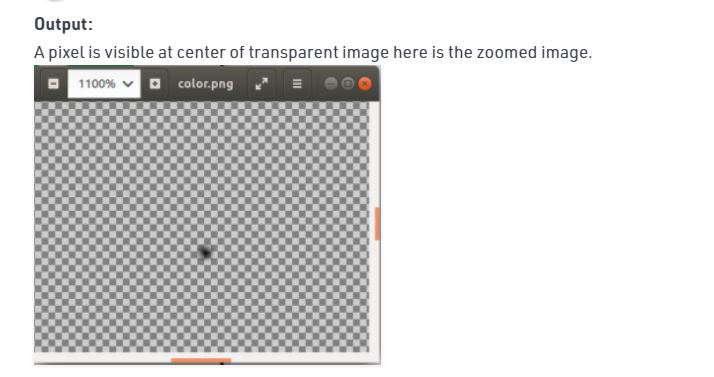 Output:
A pixel is visible at center of transparent image here is the zoomed image.
1100% color.png